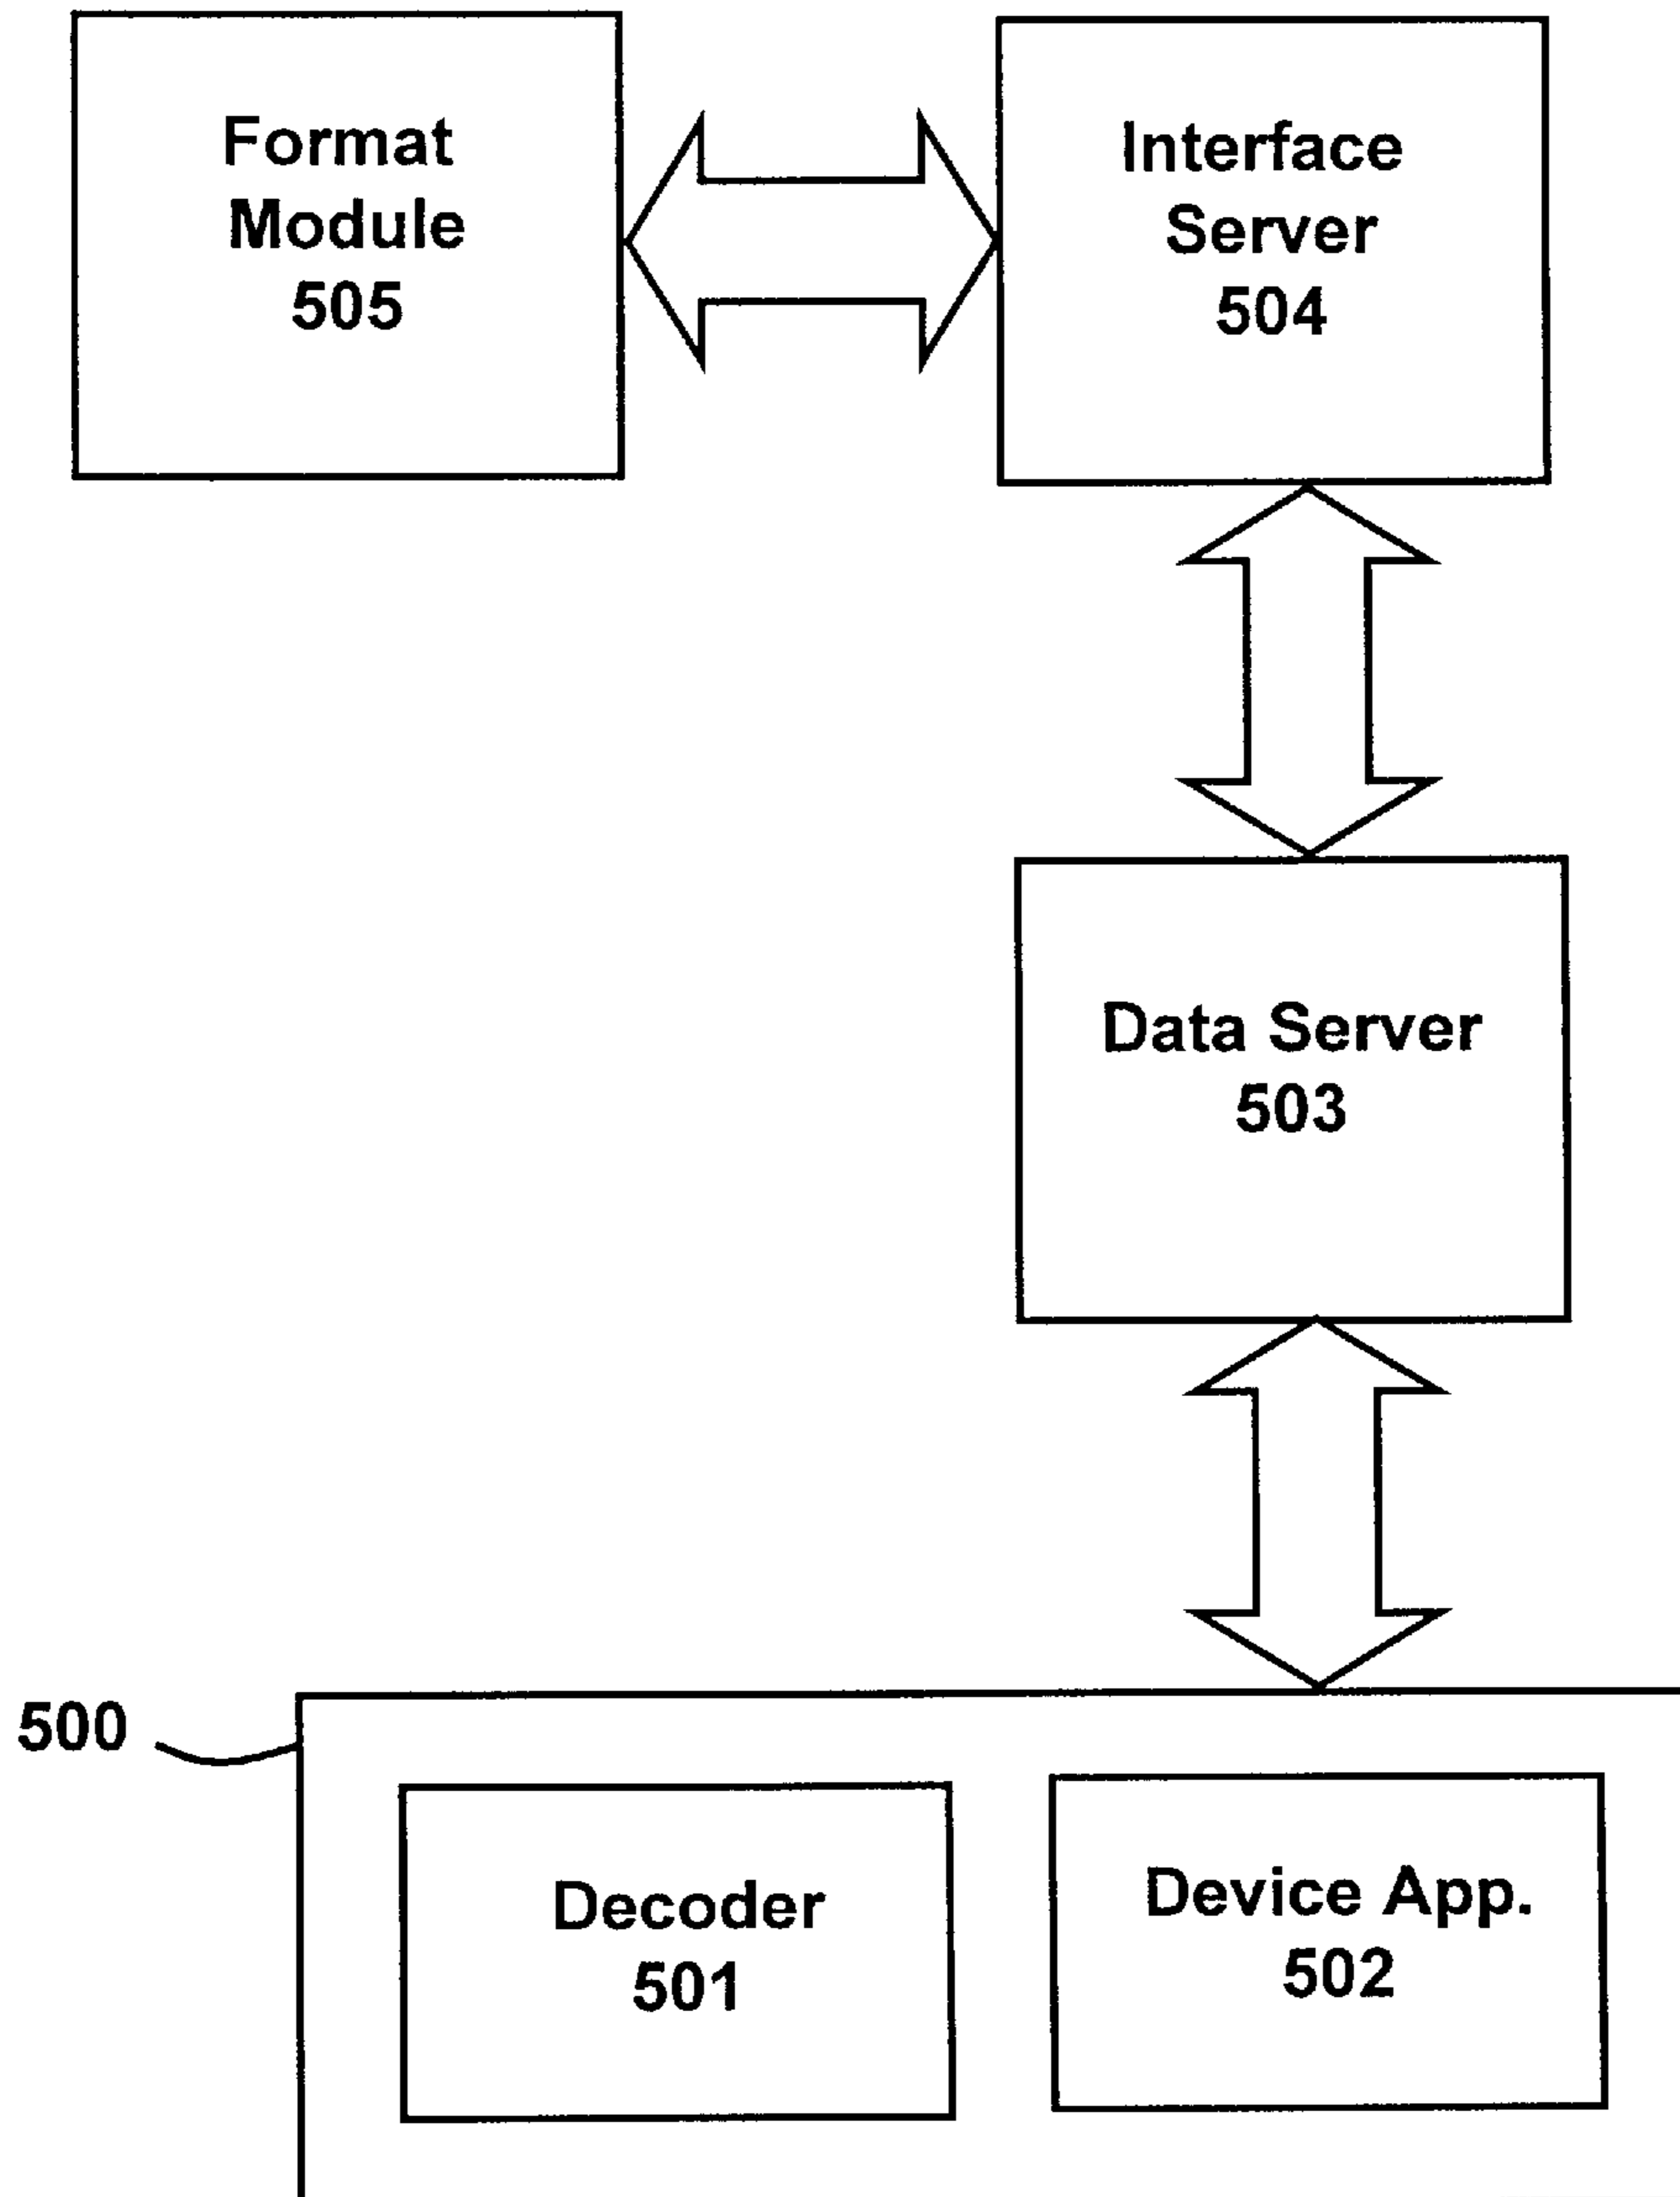 Format
Module
505
Interface
Server
504
Data Server
503
500
Decoder
501
Device App.
502